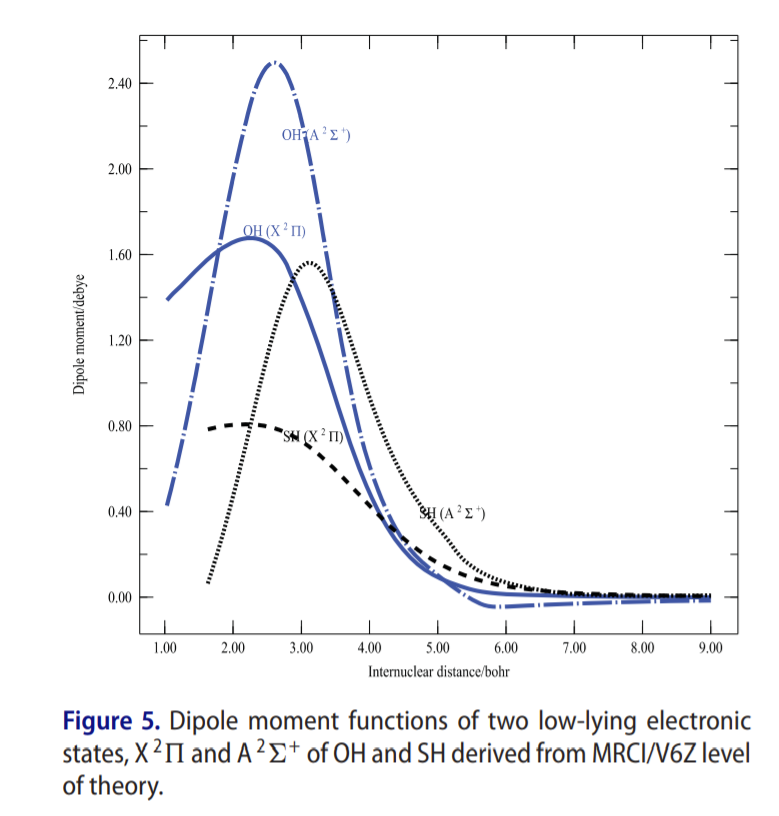 2.40
OH (A ²Σ⁺)
2.00
OH (X ²Π)
1.60
Dipole moment/debye
1.20
0.80
SH (X ²Π)
0.40
SH (A ²Σ⁺)
0.00
1.00 2.00 3.00 4.00 5.00 6.00 7.00 8.00 9.00
Internuclear distance/bohr
Figure 5. Dipole moment functions of two low-lying electronic
states, X ²Π and A ²Σ⁺ of OH and SH derived from MRCI/V6Z level
of theory.